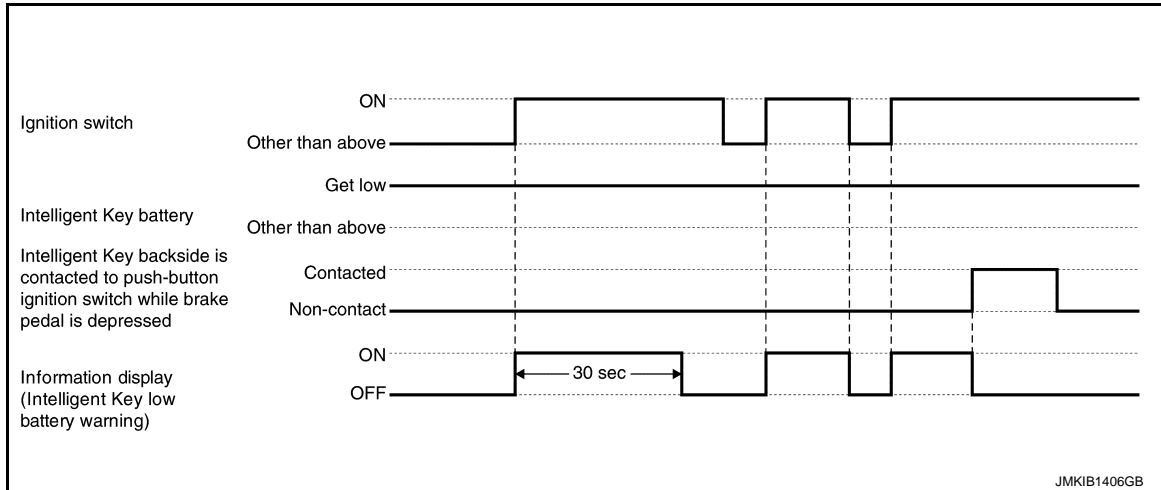 ON
Ignition switch
Other than above
Get low
Intelligent Key battery
Other than above
Intelligent Key backside is
contacted to push-button
ignition switch while brake
pedal is depressed
Contacted
Non-contact
ON
30 sec
Information display
(Intelligent Key low
battery warning)
OFF
JMKIB1406GB